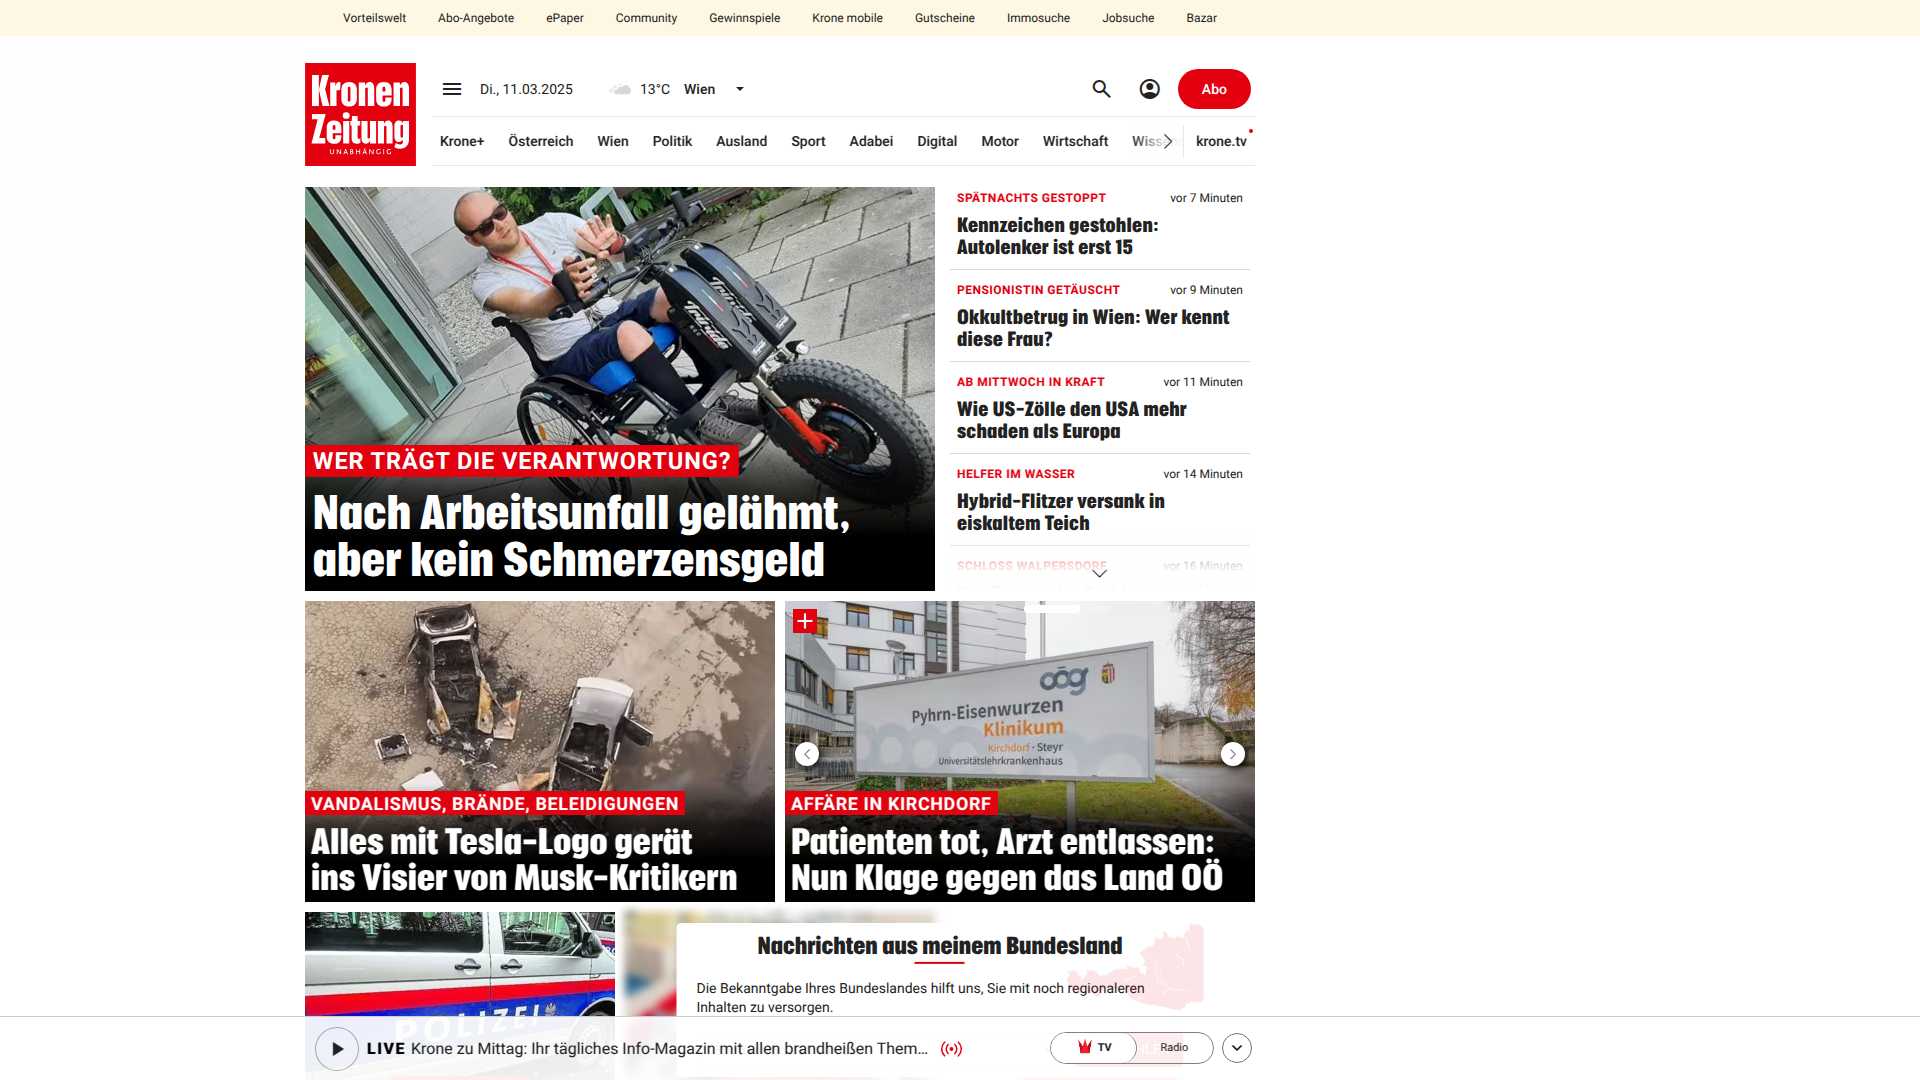 Vorteilswelt Abo-Angebote ePaper Community Gewinnspiele Krone mobile Gutscheine Immosuche Jobsuche Bazar
Kronen
Zeitung
UNABHÄNGIG
Di., 11.03.2025 13°C Wien
Abo
Krone+ Österreich Wien Politik Ausland Sport Adabei Digital Motor Wirtschaft krone.tv
WER TRÄGT DIE VERANTWORTUNG?
Nach Arbeitsunfall gelähmt,
aber kein Schmerzensgeld
SPÄTNACHTS GESTOPPT vor 7 Minuten
Kennzeichen gestohlen:
Autolenker ist erst 15
PENSIONISTIN GETÄUSCHT vor 9 Minuten
Okkultbetrug in Wien: Wer kennt
diese Frau?
AB MITTWOCH IN KRAFT vor 11 Minuten
Wie US-Zölle den USA mehr
schaden als Europa
HELFER IM WASSER vor 14 Minuten
Hybrid-Flitzer versank in
eiskaltem Teich
SCHLOSS WALPERSDORF vor 16 Minuten
VANDALISMUS, BRÄNDE, BELEIDIGUNGEN
Alles mit Tesla-Logo gerät
ins Visier von Musk-Kritikern
oög
Pyhrn-Eisenwurzen
Klinikum
Kirchdorf · Steyr
Universitätslehrkrankenhaus
AFFÄRE IN KIRCHDORF
Patienten tot, Arzt entlassen:
Nun Klage gegen das Land OÖ
POLIZEI
Nachrichten aus meinem Bundesland
Die Bekanntgabe Ihres Bundeslandes hilft uns, Sie mit noch regionaleren
Inhalten zu versorgen.
LIVE Krone zu Mittag: Ihr tägliches Info-Magazin mit allen brandheißen Them...
TV Radio